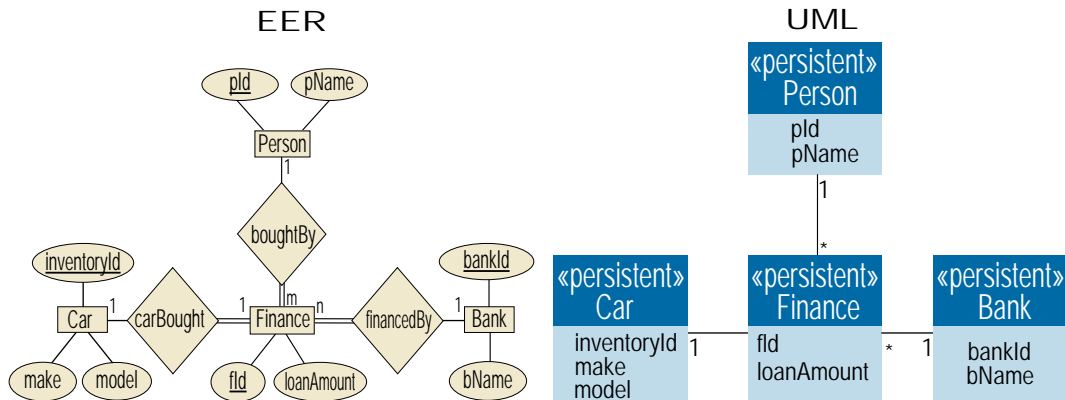 EER
pId pName
Person
1
boughtBy
inventoryId
bankId
m
Car 1 carBought 1 Finance n financedBy 1 Bank
make model fId loanAmount bName
UML
«persistent»
Person
pId
pName
1
*
«persistent»
Car
inventoryId
make
model
1
«persistent»
Finance
fId
loanAmount
*
1
«persistent»
Bank
bankId
bName